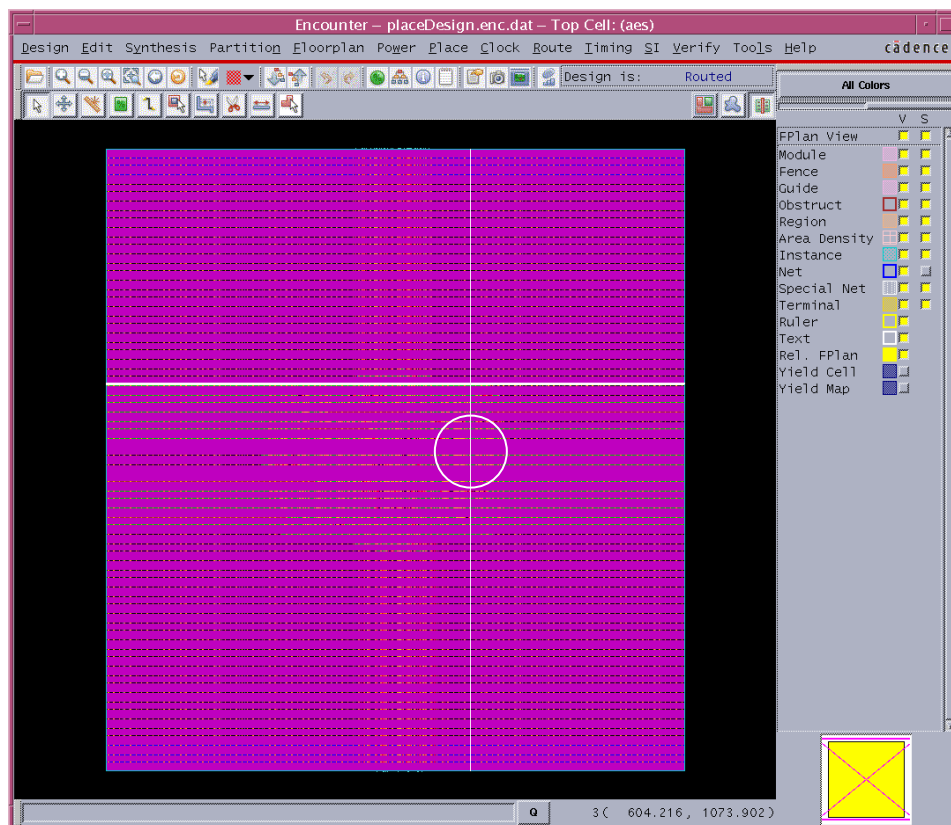 Encounter – placeDesign.enc.dat – Top Cell: (aes)
Design Edit Synthesis Partition Floorplan Power Place Clock Route Timing SI Verify Tools Help cādence
Design is: Routed
All Colors
V S
FPlan View
Module
Fence
Guide
Obstruct
Region
Area Density
Instance
Net
Special Net
Terminal
Ruler
Text
Rel. FPlan
Yield Cell
Yield Map
Q 3( 604.216, 1073.902)